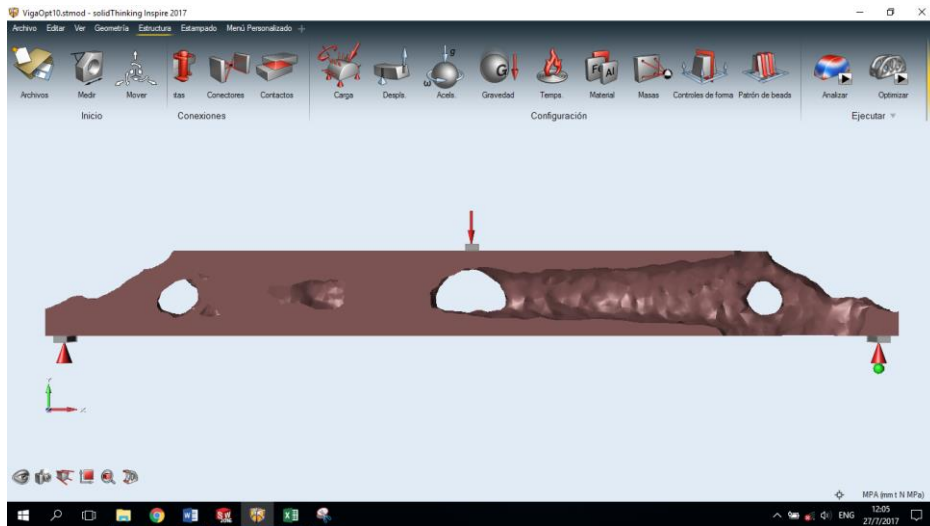 VigaOpt10.stmod - solidThinking Inspire 2017
Archivo Editar Ver Geometría Estructura Estampado Menú Personalizado
Archivos Medir Mover itas Conectores Contactos Carga Despls. Acels. Gravedad Temps. Material Masas Controles de forma Patrón de beads Analizar Optimizar
Inicio Conexiones Configuración Ejecutar
MPA (mm t N MPa)
ENG
12:05
27/7/2017